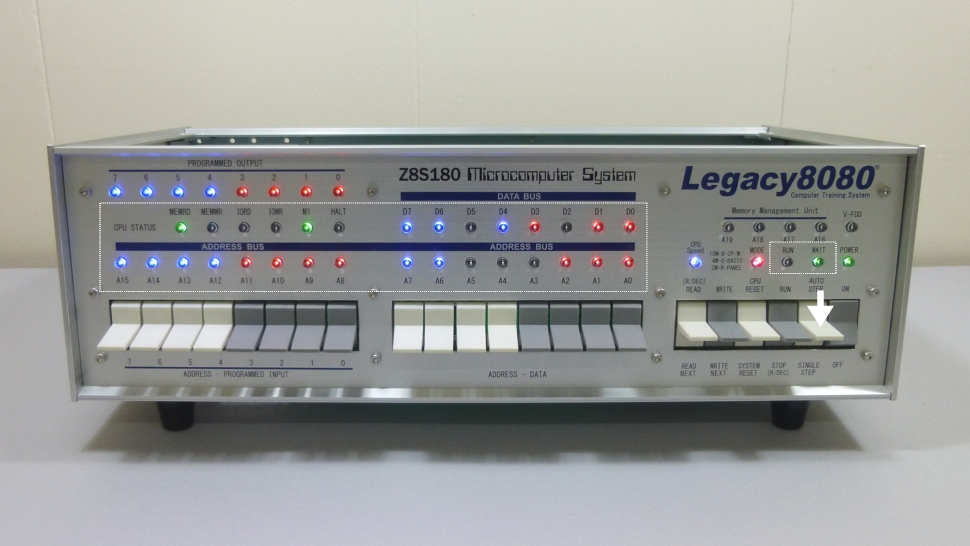 PROGRAMMED OUTPUT
7 6 5 4 3 2 1 0
Z8S180 Microcomputer System
Legacy8080
Computer Training System
DATA BUS
CPU STATUS
MEMRD MEMWR IORD IOWR M1 HALT
D7 D6 D5 D4 D3 D2 D1 D0
Memory Management Unit
V-FDD
A19 A18 A17 A16
ADDRESS BUS
ADDRESS BUS
A15 A14 A13 A12 A11 A10 A9 A8
A7 A6 A5 A4 A3 A2 A1 A0
CPU
Speed
MODE RUN WAIT POWER
[R/DEC]
READ
WRITE
CPU
RESET
RUN
AUTO
STEP
ON
7 6 5 4 3 2 1 0
ADDRESS - PROGRAMMED INPUT
ADDRESS - DATA
READ
NEXT
WRITE
NEXT
SYSTEM
RESET
STOP
[R/DEC]
SINGLE
STEP
OFF